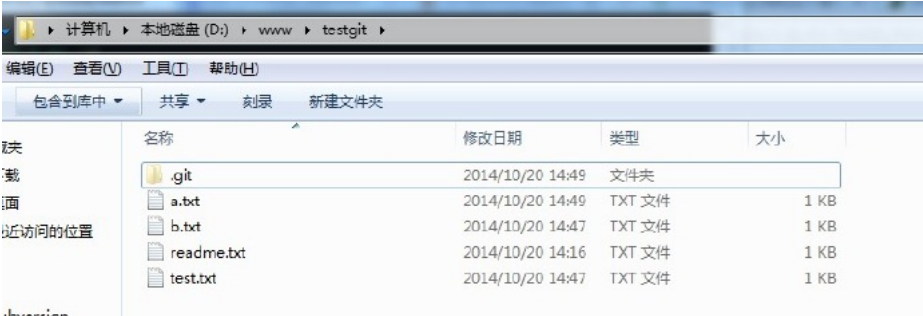 计算机 本地磁盘 (D:) www testgit
编辑(E) 查看(V) 工具(T) 帮助(H)
包含到库中 共享 刻录 新建文件夹
名称 修改日期 类型 大小
.git 2014/10/20 14:49 文件夹
a.txt 2014/10/20 14:49 TXT 文件 1 KB
b.txt 2014/10/20 14:47 TXT 文件 1 KB
readme.txt 2014/10/20 14:16 TXT 文件 1 KB
test.txt 2014/10/20 14:47 TXT 文件 1 KB
夹
载
面
近访问的位置